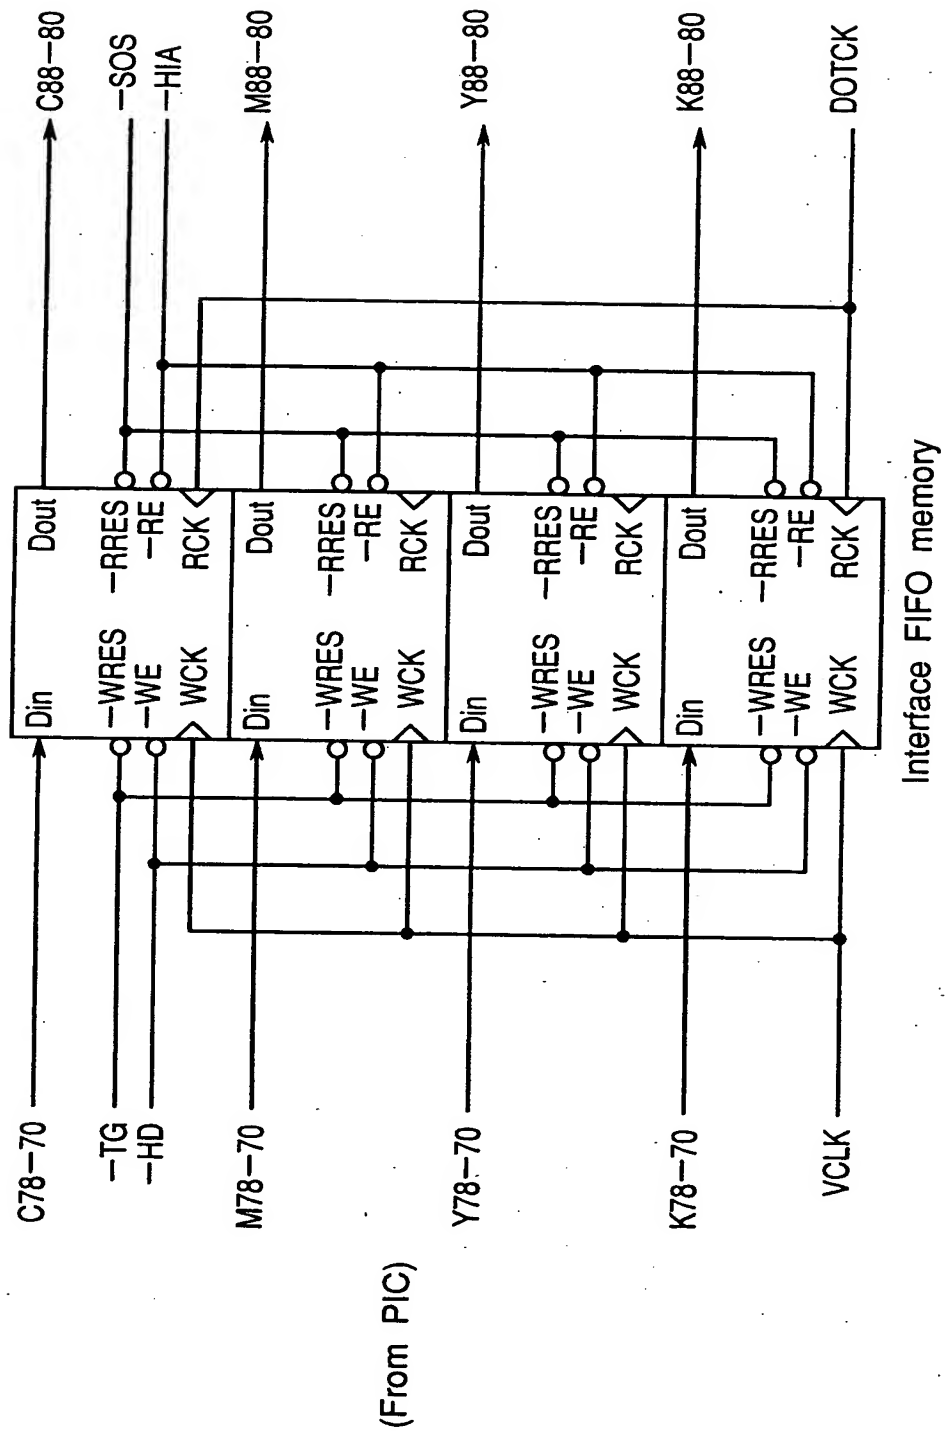 (From PIC)
C78-70
-TG
-HD
M78-70
Y78-70
K78-70
VCLK
Din
-WRES
-WE
WCK
Dout
-RRES
-RE
RCK
Din
-WRES
-WE
WCK
Dout
-RRES
-RE
RCK
Din
-WRES
-WE
WCK
Dout
-RRES
-RE
RCK
Din
-WRES
-WE
WCK
Dout
-RRES
-RE
RCK
C88-80
-SOS
-HIA
M88-80
Y88-80
K88-80
DOTCK
Interface FIFO memory